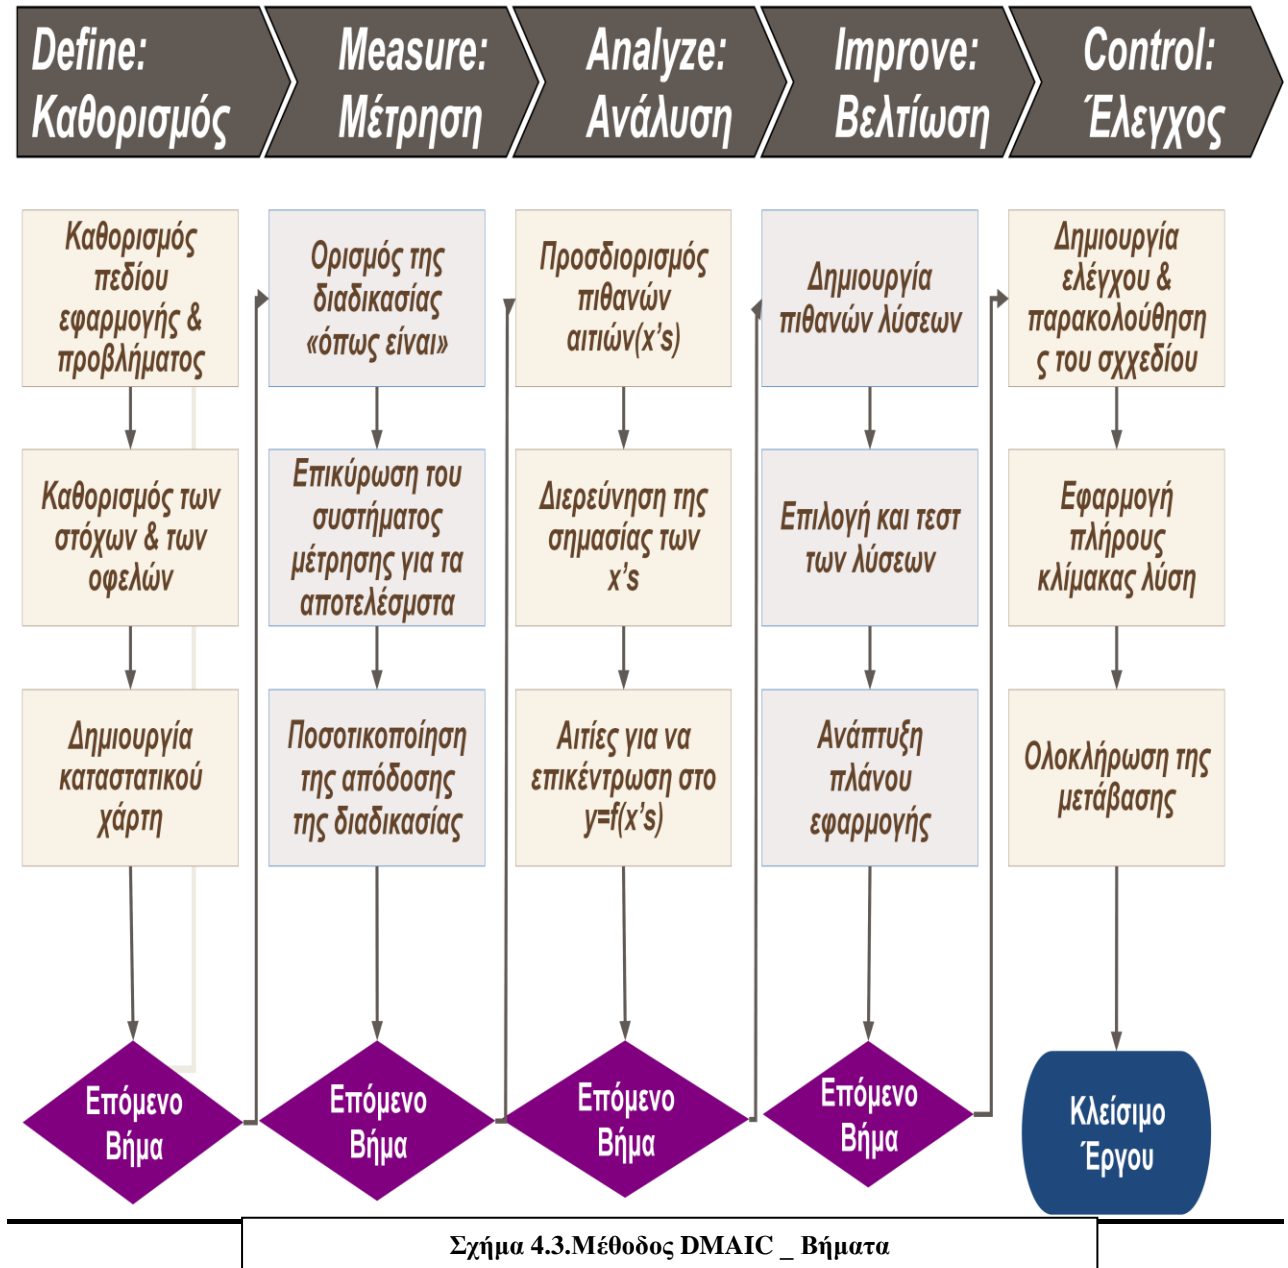 Define:
Καθορισμός
Measure:
Μέτρηση
Analyze:
Ανάλυση
Improve:
Βελτίωση
Control:
Έλεγχος
Καθορισμός
πεδίου
εφαρμογής &
προβλήματος
Καθορισμός των
στόχων & των
οφελών
Δημιουργία
καταστατικού
χάρτη
Επόμενο
Βήμα
Ορισμός της
διαδικασίας
«όπως είναι»
Επικύρωση του
συστήματος
μέτρησης για τα
αποτελέσμστα
Ποσοτικοποίηση
της απόδοσης
της διαδικασίας
Επόμενο
Βήμα
Προσδιορισμός
πιθανών
αιτιών(x’s)
Διερεύνηση της
σημασίας των
x’s
Αιτίες για να
επικέντρωση στο
y=f(x’s)
Επόμενο
Βήμα
Δημιουργία
πιθανών λύσεων
Επιλογή και τεστ
των λύσεων
Ανάπτυξη
πλάνου
εφαρμογής
Επόμενο
Βήμα
Δημιουργία
ελέγχου &
παρακολούθηση
ς του σχχεδίου
Εφαρμογή
πλήρους
κλίμακας λύση
Ολοκλήρωση της
μετάβασης
Κλείσιμο
Έργου
Σχήμα 4.3.Μέθοδος DMAIC _ Βήματα